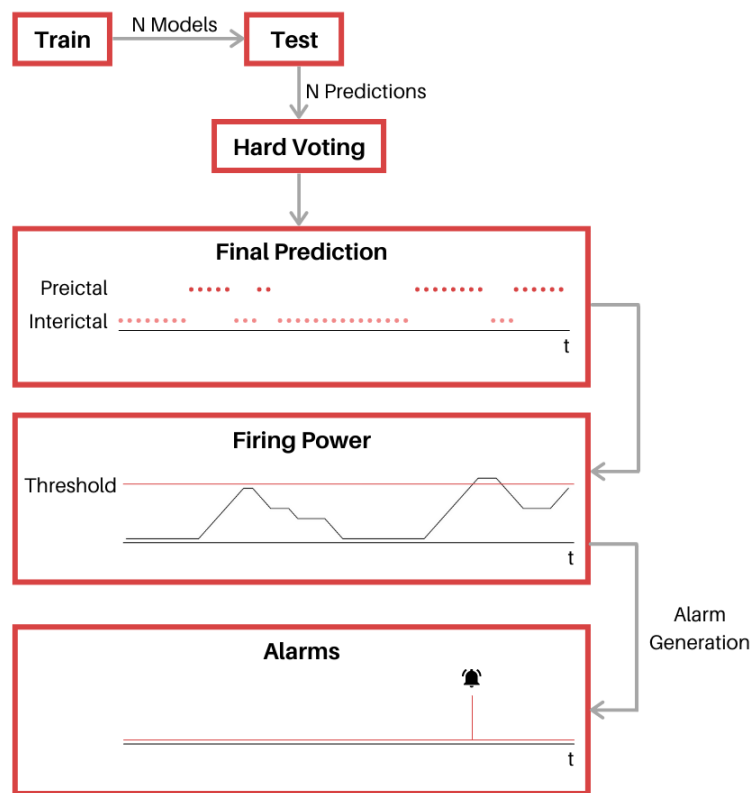 Train
N Models
Test
N Predictions
Hard Voting
Final Prediction
Preictal
Interictal
t
Firing Power
Threshold
t
Alarm
Generation
Alarms
t